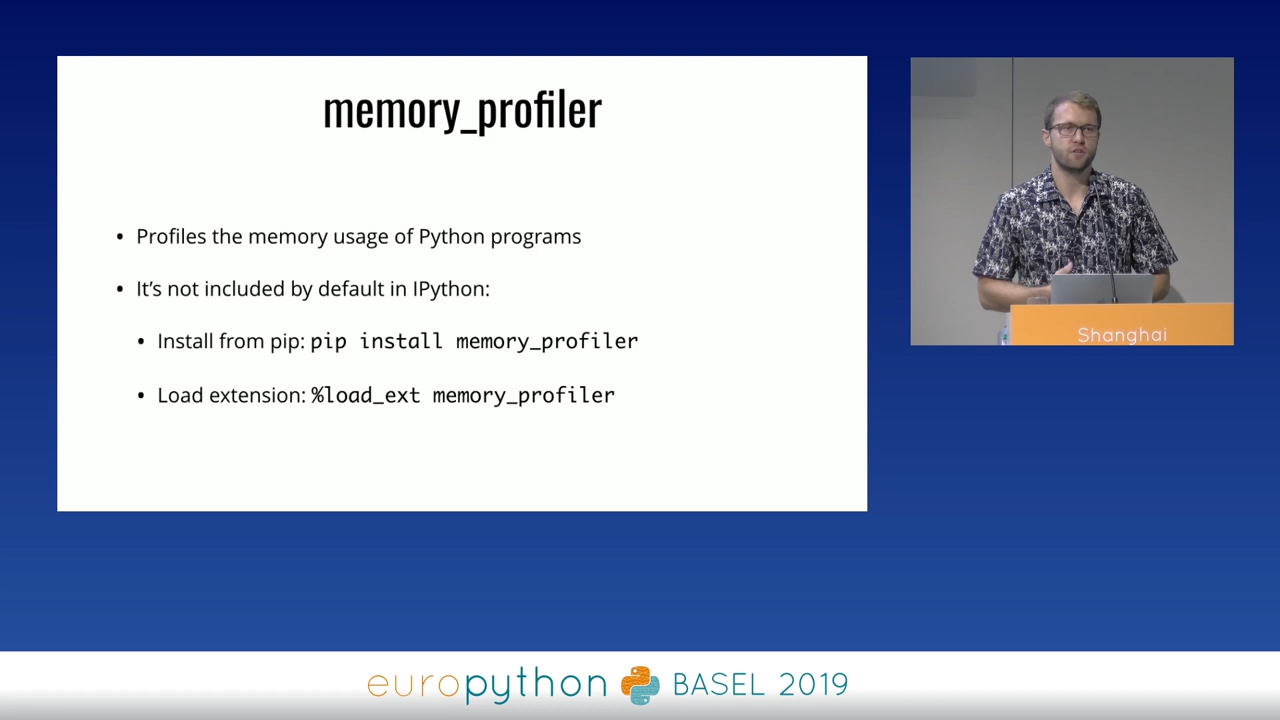 memory_profiler
• Profiles the memory usage of Python programs
• It’s not included by default in IPython:
• Install from pip: pip install memory_profiler
• Load extension: %load_ext memory_profiler
Shanghai
europython BASEL 2019